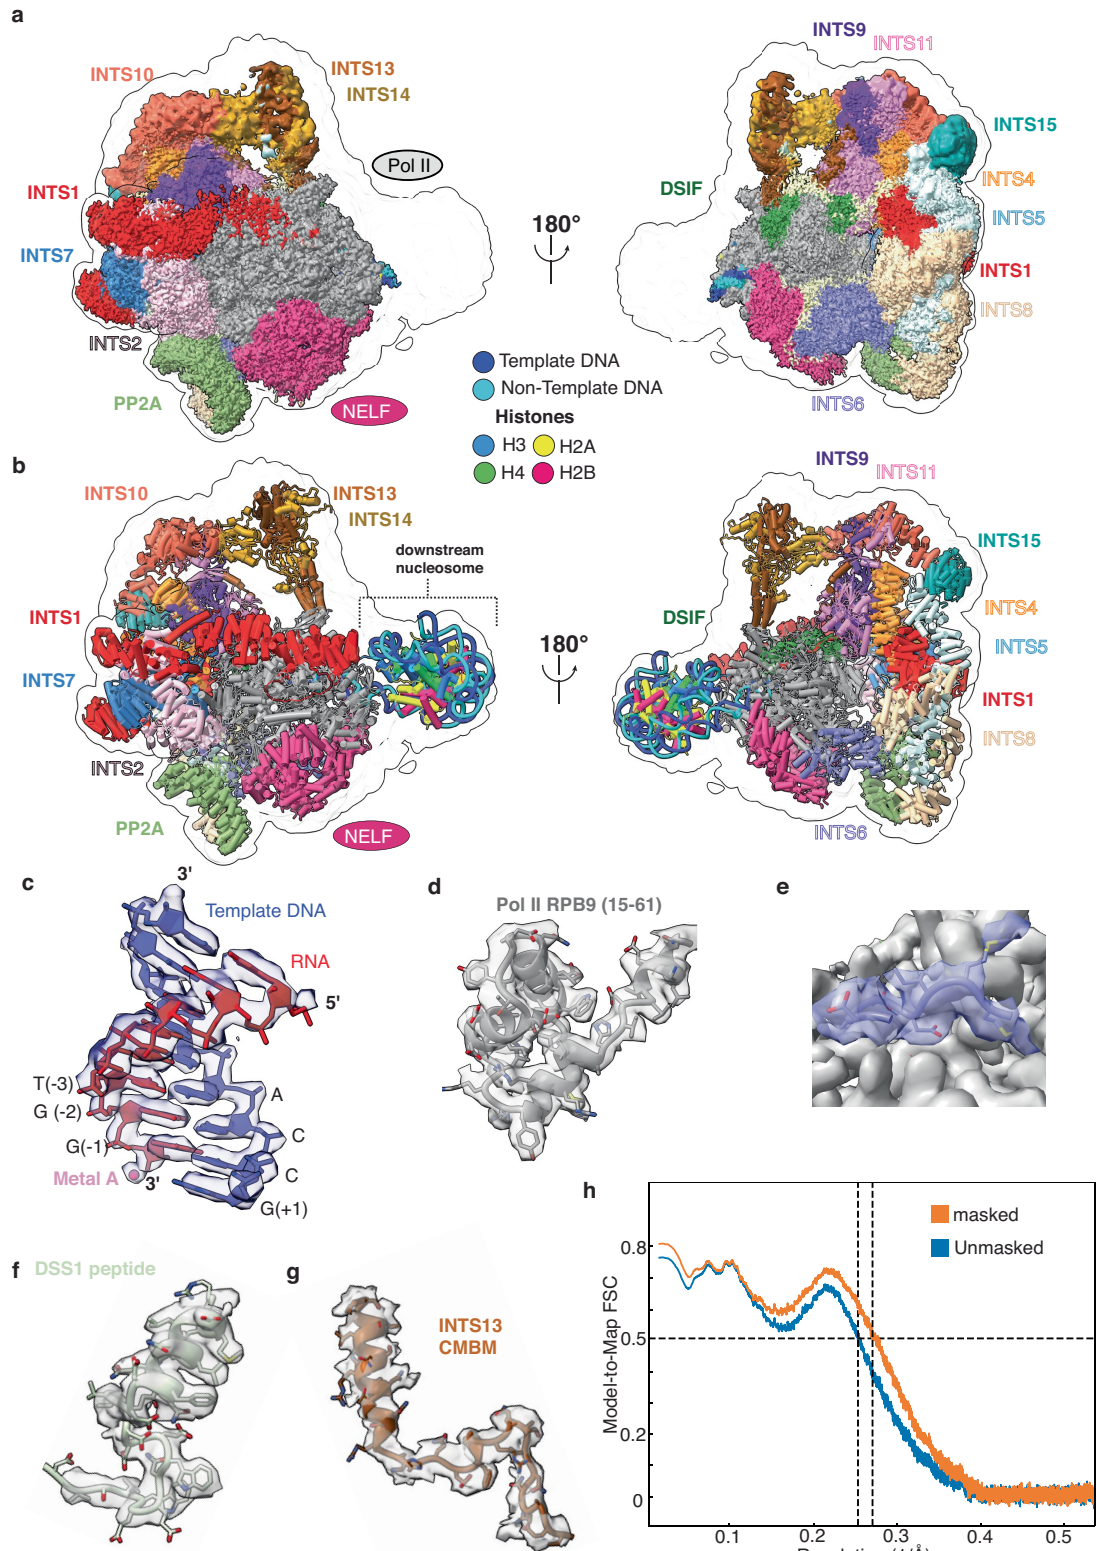 a
INTS10
INTS13
INTS14
Pol II
INTS1
INTS7
INTS2
PP2A
NELF
180°
INTS9
INTS11
INTS15
DSIF
INTS4
INTS5
INTS1
INTS8
INTS6
Template DNA
Non-Template DNA
Histones
H3
H2A
H4
H2B
b
INTS10
INTS13
INTS14
downstream
nucleosome
INTS1
INTS7
INTS2
PP2A
NELF
180°
INTS9
INTS11
INTS15
DSIF
INTS4
INTS5
INTS1
INTS8
INTS6
c
3'
Template DNA
RNA
5'
T(-3)
A
G (-2)
C
G(-1)
C
Metal A
3'
G(+1)
d
Pol II RPB9 (15-61)
e
f
DSS1 peptide
g
INTS13
CMBM
h
masked
Unmasked
Model-to-Map FSC
0.8
0.5
0.2
0
0.1
0.2
0.3
0.4
0.5